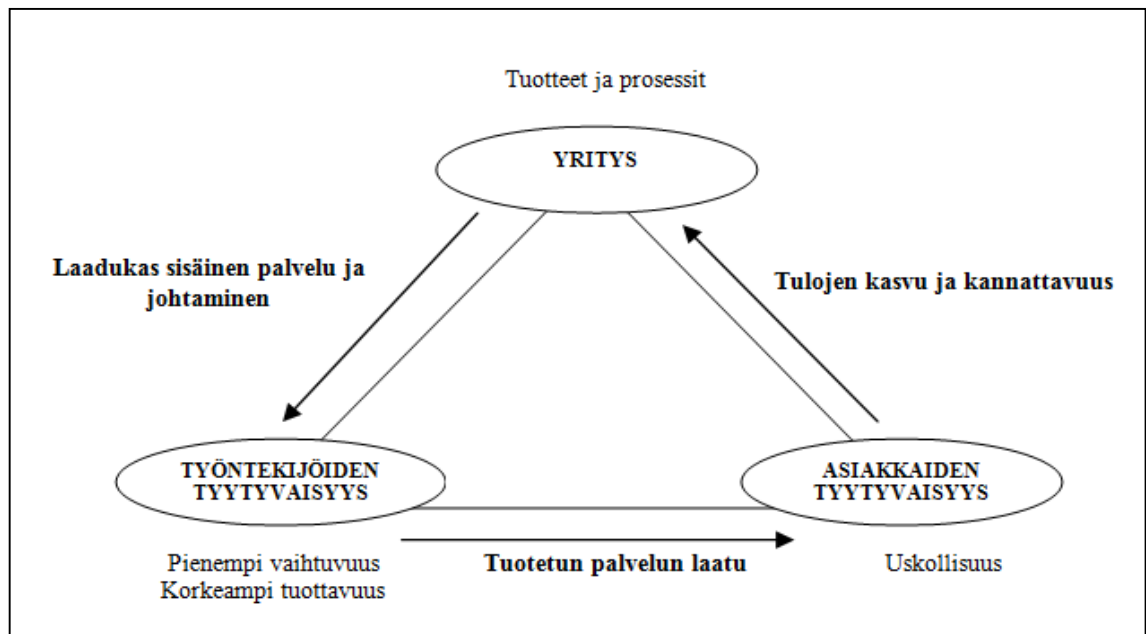 Tuotteet ja prosessit
YRITYS
Laadukas sisäinen palvelu ja
johtaminen
Tulojen kasvu ja kannattavuus
TYÖNTEKIJÖIDEN
TYYTYVAISYYS
ASIAKKAIDEN
TYYTYVAISYYS
Pienempi vaihtuvuus
Korkeampi tuottavuus
Tuotetun palvelun laatu
Uskollisuus